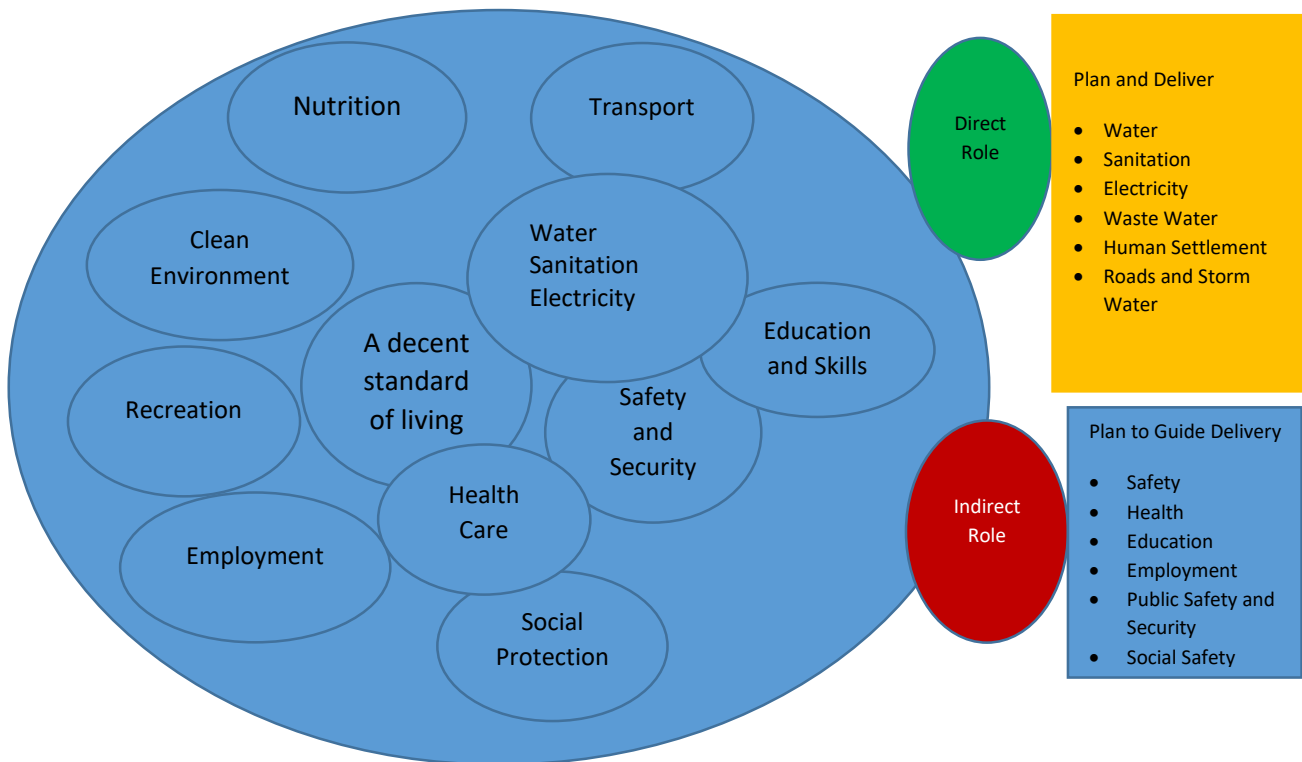 Nutrition
Transport
Clean
Environment
Water
Sanitation
Electricity
A decent
standard
of living
Education
and Skills
Recreation
Safety
and
Security
Health
Care
Employment
Social
Protection
Direct
Role
Plan and Deliver
• Water
• Sanitation
• Electricity
• Waste Water
• Human Settlement
• Roads and Storm
Water
Indirect
Role
Plan to Guide Delivery
• Safety
• Health
• Education
• Employment
• Public Safety and
Security
• Social Safety